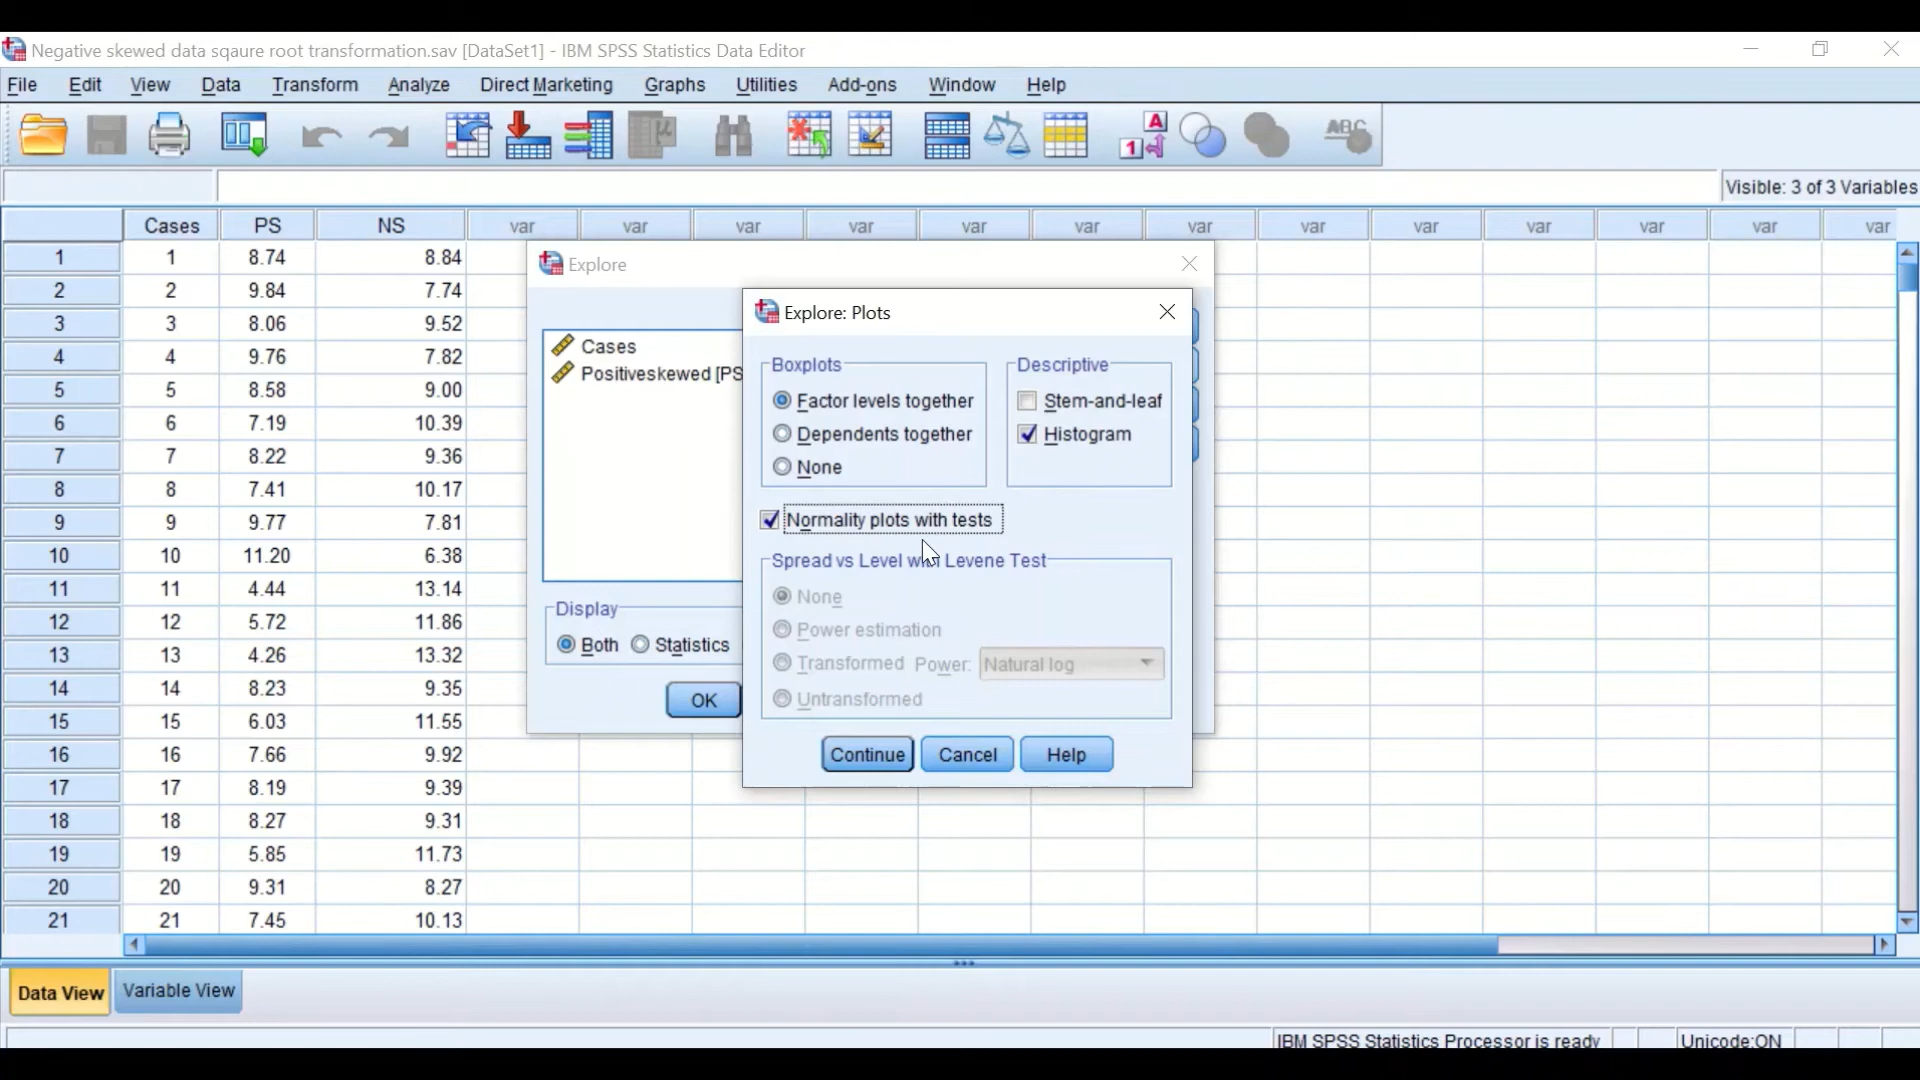 Negative skewed data sqaure root transformation.sav [DataSet1] - IBM SPSS Statistics Data Editor
File Edit View Data Transform Analyze Direct Marketing Graphs Utilities Add-ons Window Help
Visible: 3 of 3 Variables
Cases PS NS var var var var var var var var var var var var var
1 1 8.74 8.84
2 2 9.84 7.74
3 3 8.06 9.52
4 4 9.76 7.82
5 5 8.58 9.00
6 6 7.19 10.39
7 7 8.22 9.36
8 8 7.41 10.17
9 9 9.77 7.81
10 10 11.20 6.38
11 11 4.44 13.14
12 12 5.72 11.86
13 13 4.26 13.32
14 14 8.23 9.35
15 15 6.03 11.55
16 16 7.66 9.92
17 17 8.19 9.39
18 18 8.27 9.31
19 19 5.85 11.73
20 20 9.31 8.27
21 21 7.45 10.13
Explore
Cases
Positiveskewed [PS
Display
Both Statistics
OK
Explore: Plots
Boxplots
Factor levels together
Dependents together
None
Descriptive
Stem-and-leaf
Histogram
Normality plots with tests
Spread vs Level with Levene Test
None
Power estimation
Transformed Power: Natural log
Untransformed
Continue Cancel Help
Data View Variable View
IBM SPSS Statistics Processor is ready Unicode:ON